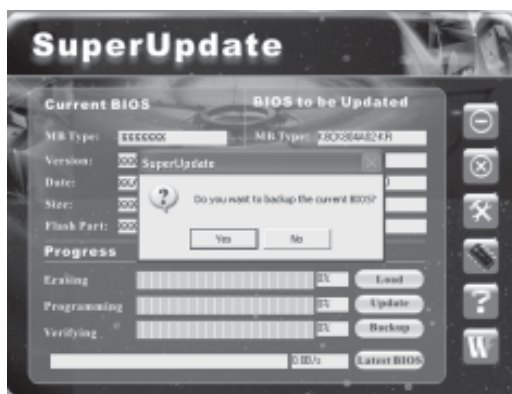 SuperUpdate
Current BIOS
BIOS to be Updated
MB Type:
MB Type:
Version:
Date:
Size:
Flash Part:
SuperUpdate
Do you want to backup the current BIOS?
Yes
No
Progress
Erasing
0%
Load
Programming
0%
Update
Verifying
0%
Backup
Latest BIOS